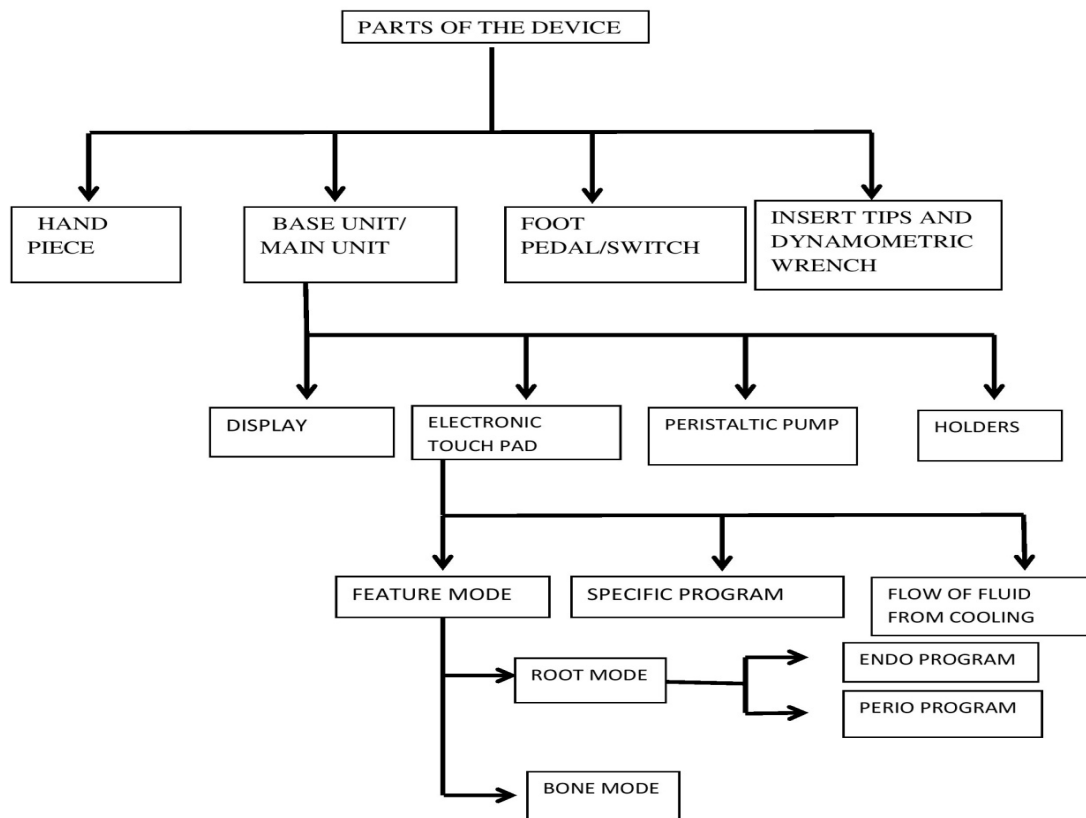 PARTS OF THE DEVICE
HAND
PIECE
BASE UNIT/
MAIN UNIT
FOOT
PEDAL/SWITCH
INSERT TIPS AND
DYNAMOMETRIC
WRENCH
DISPLAY
ELECTRONIC
TOUCH PAD
PERISTALTIC PUMP
HOLDERS
FEATURE MODE
SPECIFIC PROGRAM
FLOW OF FLUID
FROM COOLING
ROOT MODE
ENDO PROGRAM
PERIO PROGRAM
BONE MODE